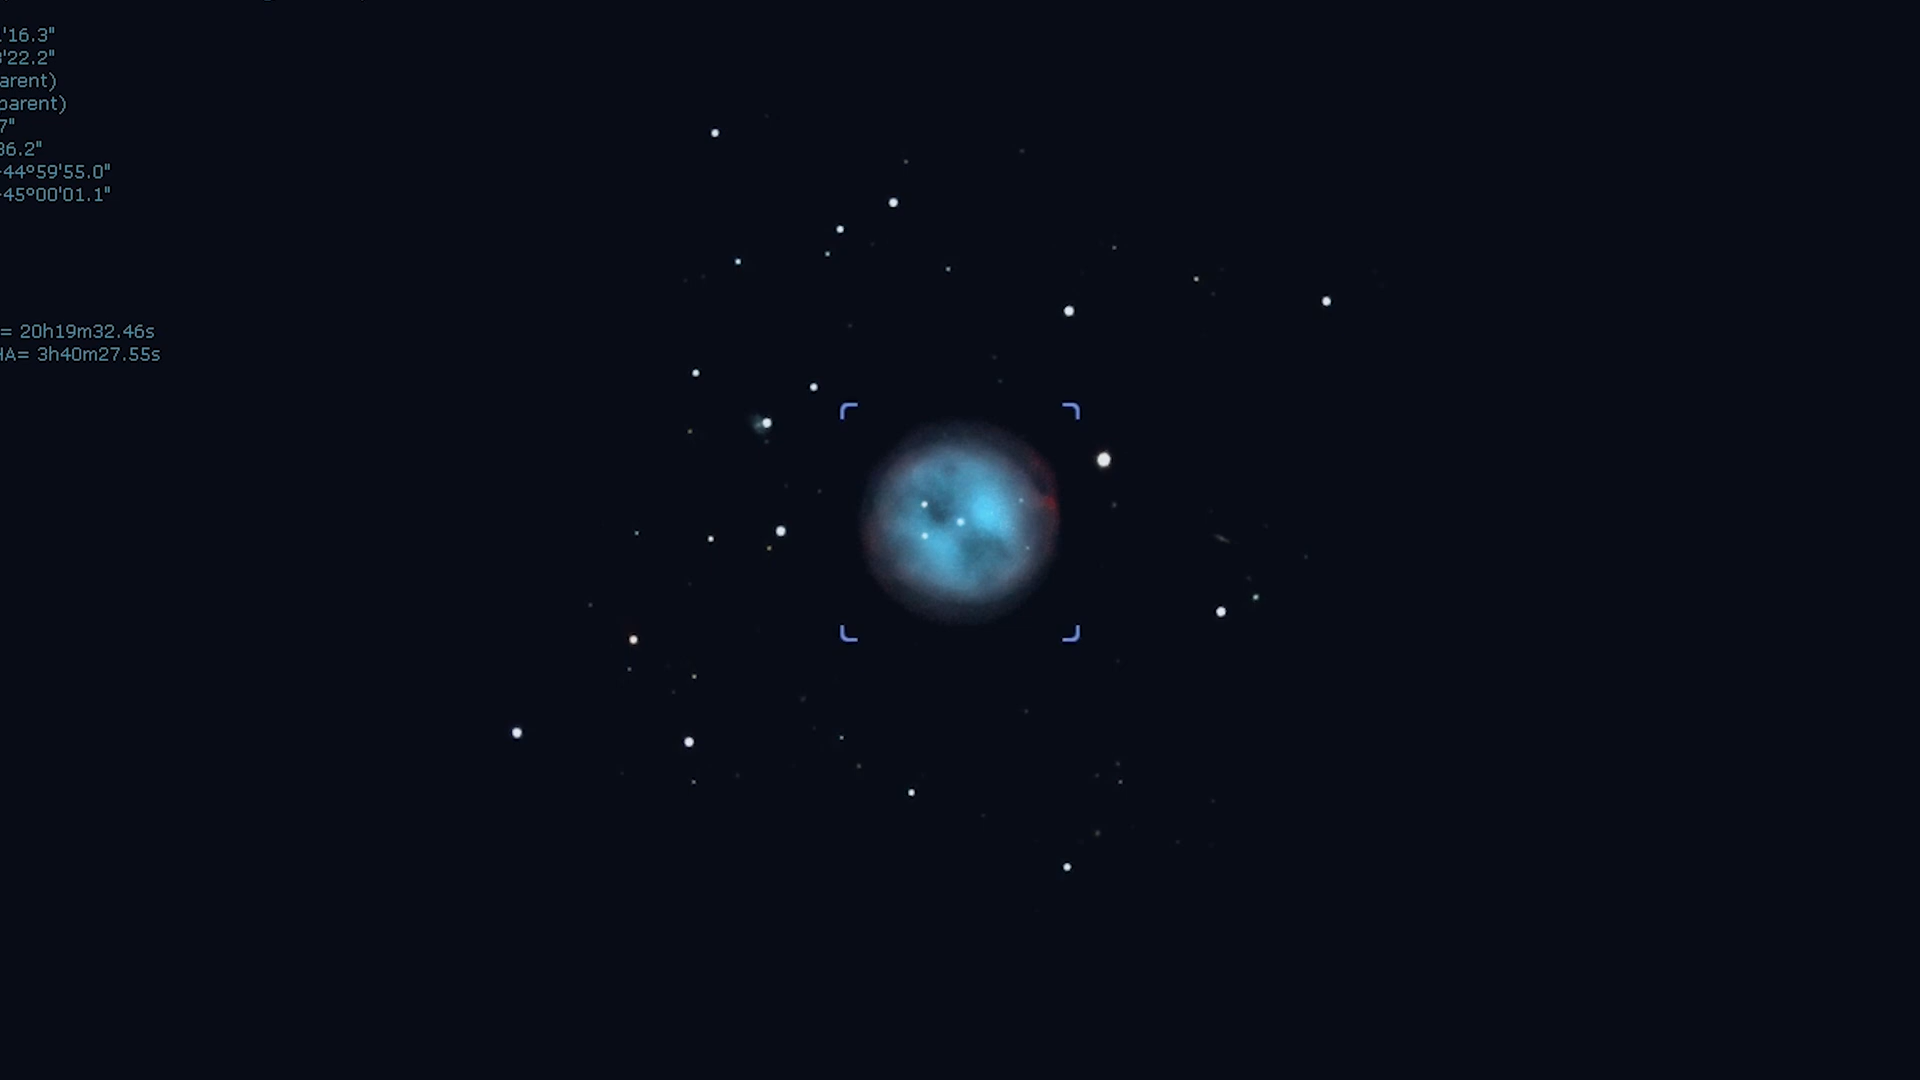 '16.3"
'22.2"
arent)
parent)
7"
36.2"
44°59'55.0"
45°00'01.1"
= 20h19m32.46s
HA= 3h40m27.55s